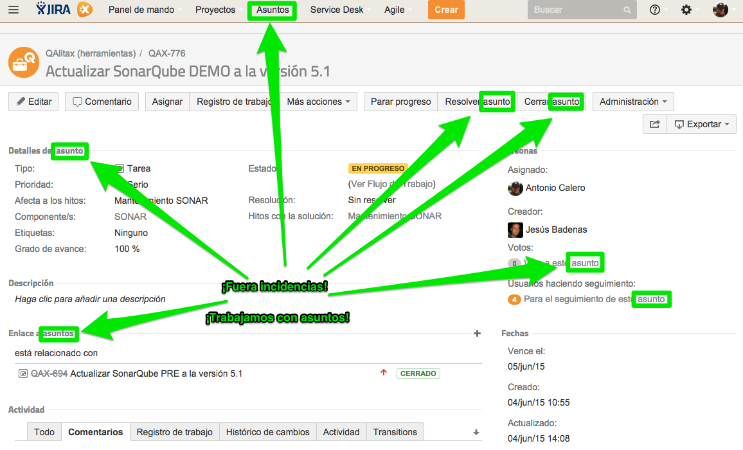 JIRA Panel de mando Proyectos Asuntos Service Desk Agile Crear Buscar
QAlitax (herramientas) / QAX-776
Actualizar SonarQube DEMO a la versión 5.1
Editar Comentario Asignar Registro de trabajo Más acciones Parar progreso Resolver asunto Cerrar asunto Administración
Exportar
Detalles de asunto
Tipo: Tarea
Prioridad: Serio
Afecta a los hitos: Mantenimiento SONAR
Componente/s: SONAR
Etiquetas: Ninguno
Grado de avance: 100 %
Estado: EN PROGRESO
(Ver Flujo de Trabajo)
Resolución: Sin resolver
Hitos con la solución: Mantenimiento SONAR
Asignado:
Antonio Calero
Creador:
Jesús Badenas
Votos:
0 este asunto
Usuarios haciendo seguimiento:
4 Para el seguimiento de este asunto
Descripción
Haga clic para añadir una descripción
¡Fuera incidencias!
¡Trabajamos con asuntos!
Enlace a asuntos
está relacionado con
QAX-694 Actualizar SonarQube PRE a la versión 5.1 CERRADO
Fechas
Vence el:
05/jun/15
Creado:
04/jun/15 10:55
Actualizado:
04/jun/15 14:08
Actividad
Todo Comentarios Registro de trabajo Histórico de cambios Actividad Transitions